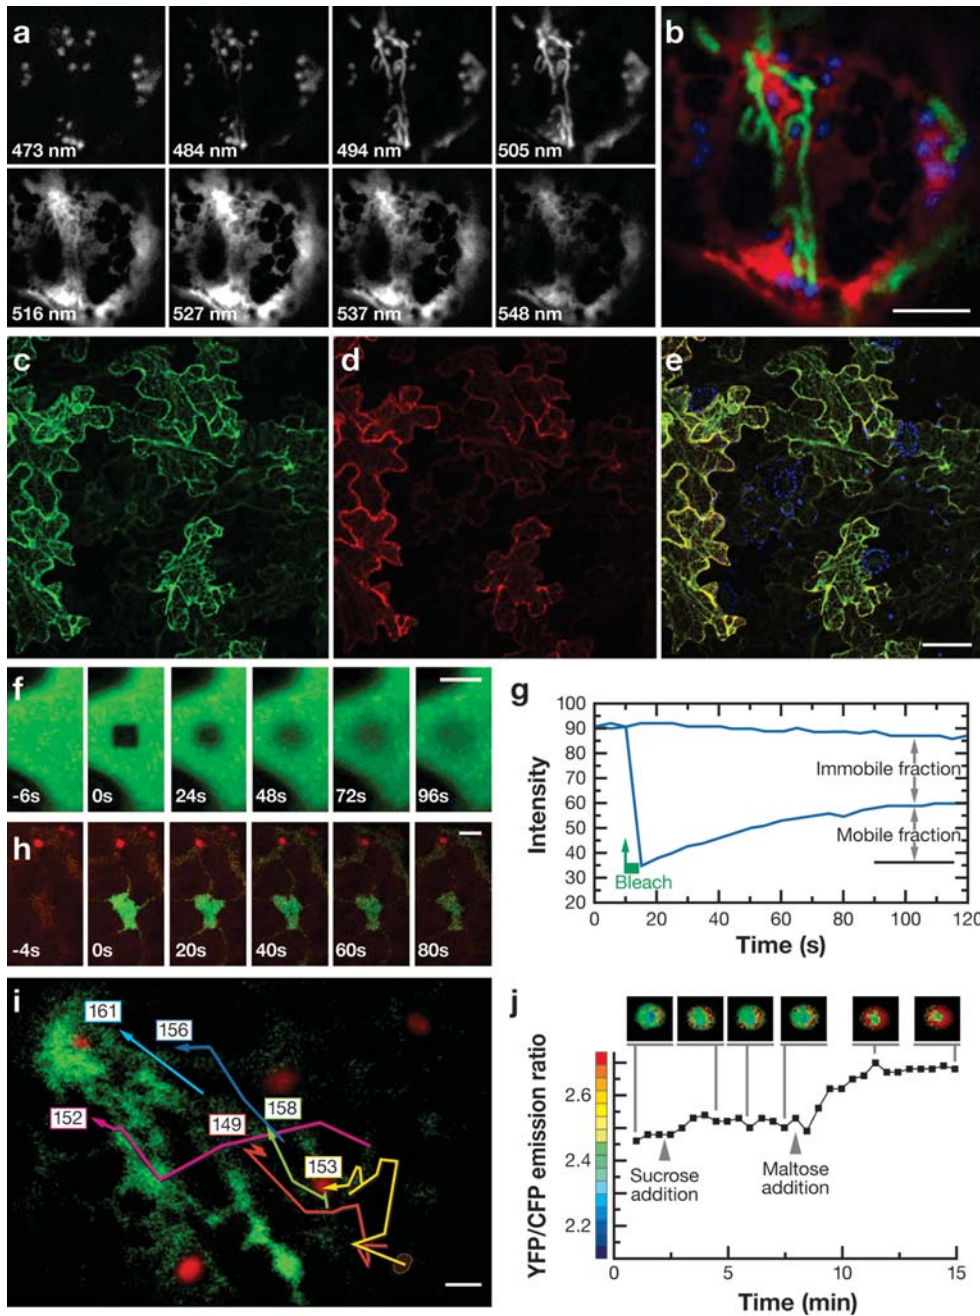 a
473 nm
484 nm
494 nm
505 nm
516 nm
527 nm
537 nm
548 nm
b
c
d
e
f
-6s
0s
24s
48s
72s
96s
g
100
90
80
70
60
50
40
30
20
Intensity
Immobile fraction
Mobile fraction
Bleach
0
20
40
60
80
100
120
Time (s)
h
-4s
0s
20s
40s
60s
80s
i
161
156
152
149
158
153
j
YFP/CFP emission ratio
2.6
2.4
2.2
Sucrose
addition
Maltose
addition
0
5
10
15
Time (min)